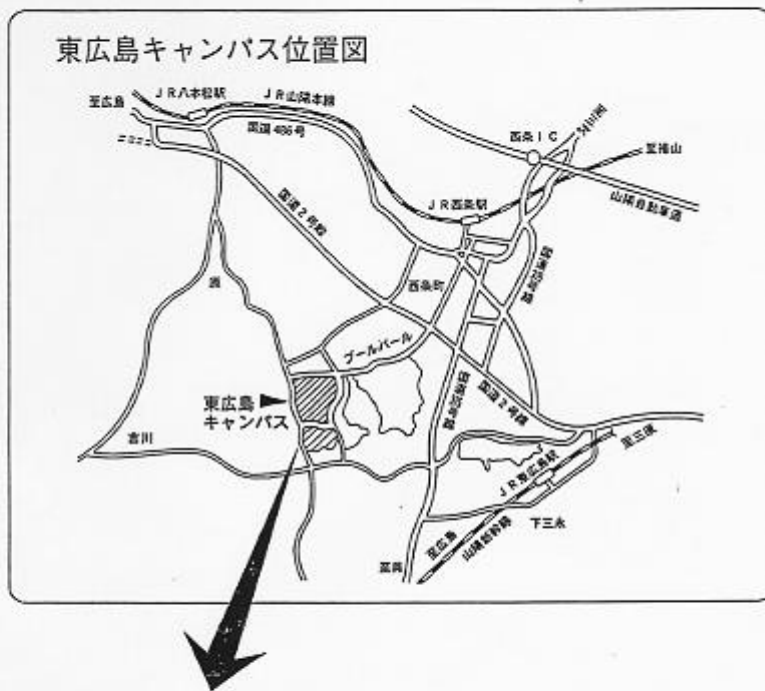 東広島キャンパス位置図
至広島
JR八本松駅
JR山陽本線
国道486号
西条IC
至福山
山陽自動車道
JR西条駅
国道2号線
西条町
原
ブールバール
東広島
キャンパス
国道2号線
吉川
至三原
JR東広島駅
下三永
至広島
山陽新幹線
至呉